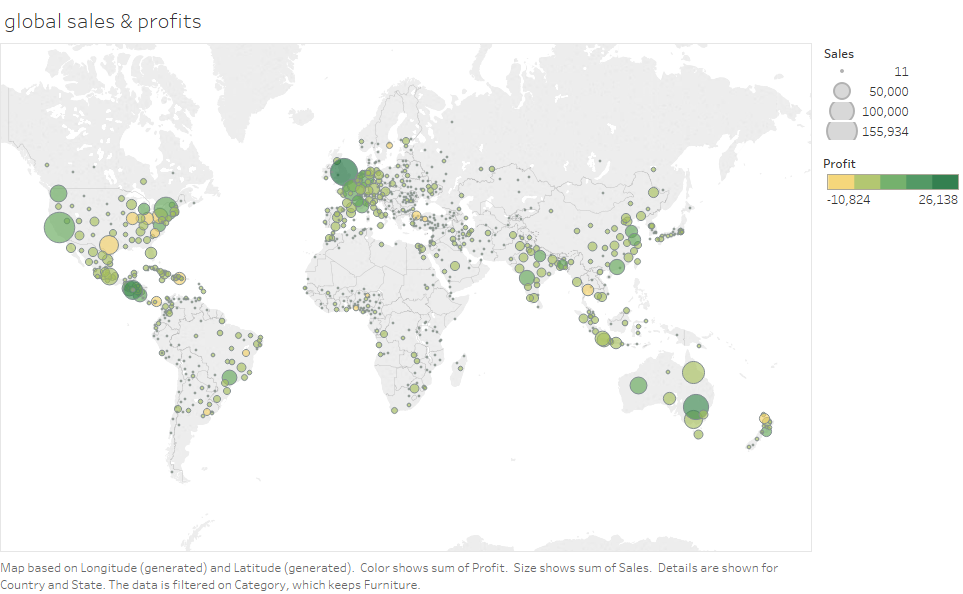 global sales & profits
Sales
11
50,000
100,000
155,934
Profit
-10,824 26,138
Map based on Longitude (generated) and Latitude (generated). Color shows sum of Profit. Size shows sum of Sales. Details are shown for
Country and State. The data is filtered on Category, which keeps Furniture.